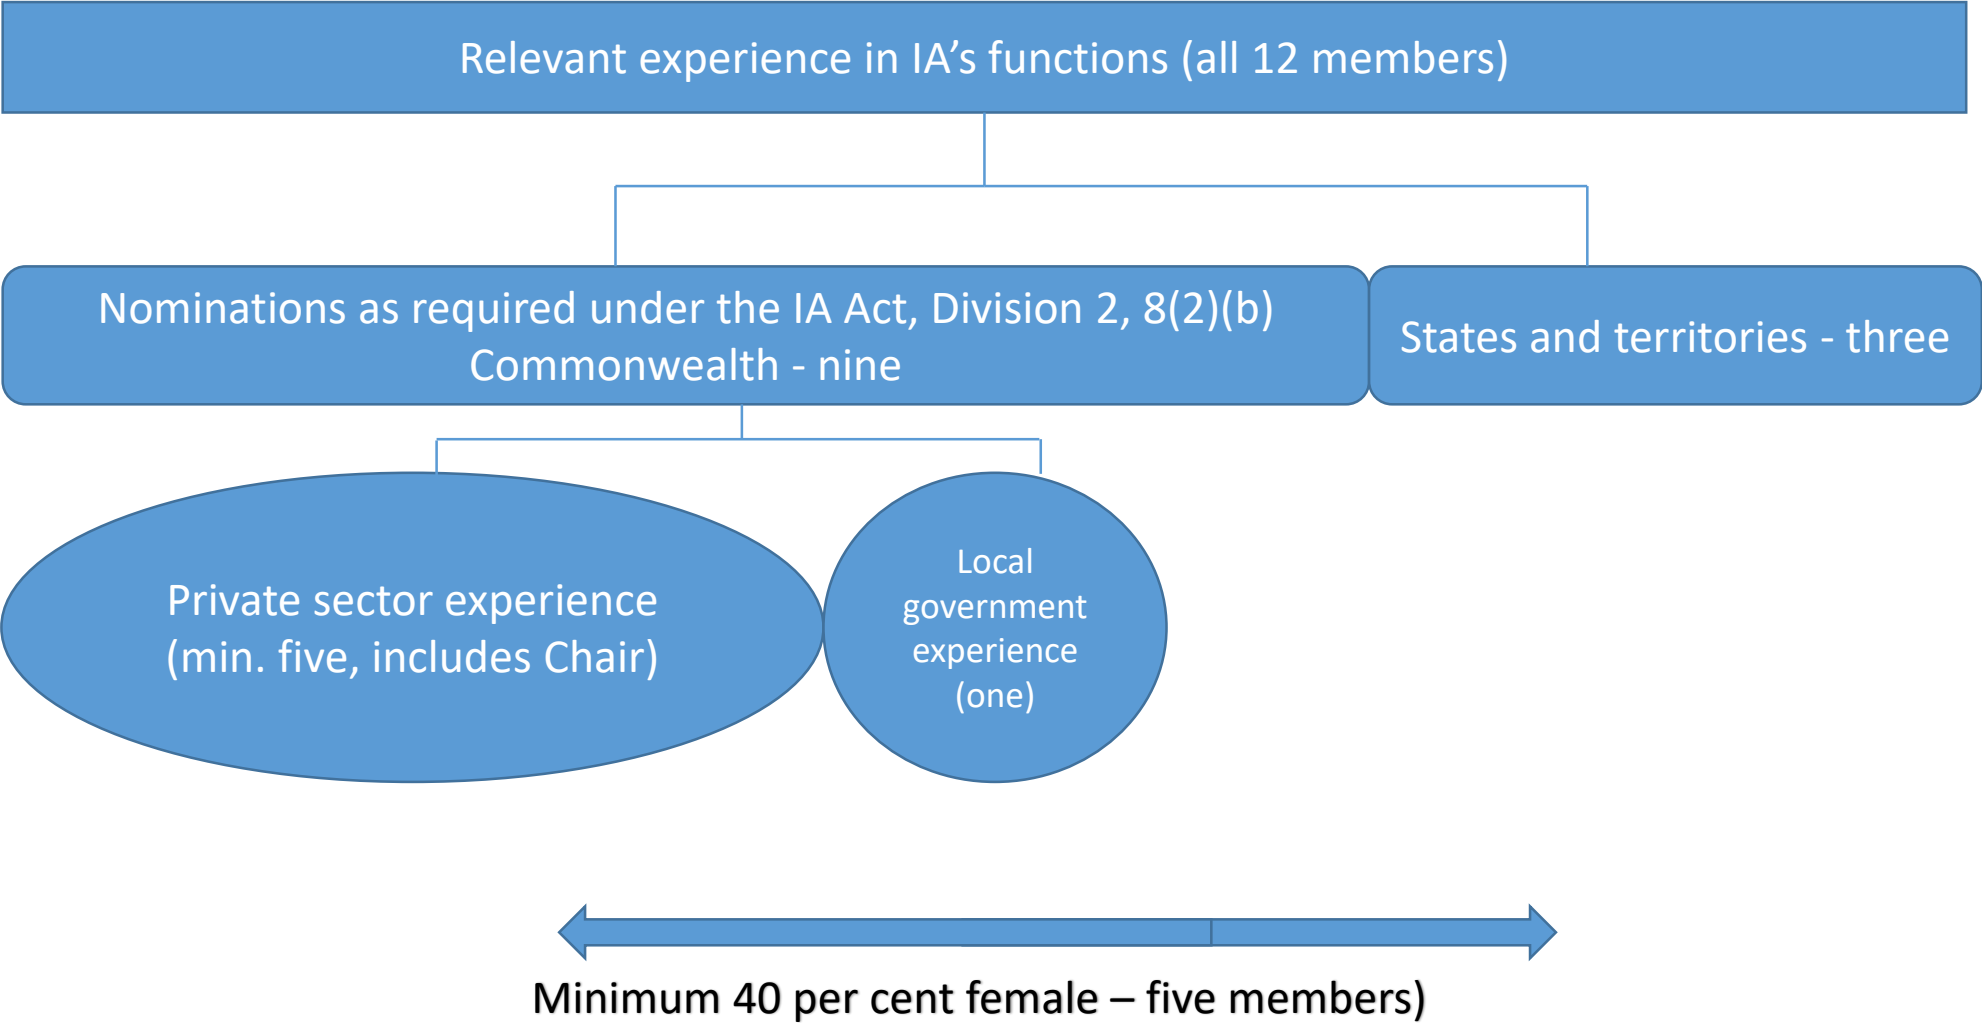 Relevant experience in IA’s functions (all 12 members)
Nominations as required under the IA Act, Division 2, 8(2)(b)
Commonwealth - nine
States and territories - three
Private sector experience
(min. five, includes Chair)
Local
government
experience
(one)
Minimum 40 per cent female – five members)